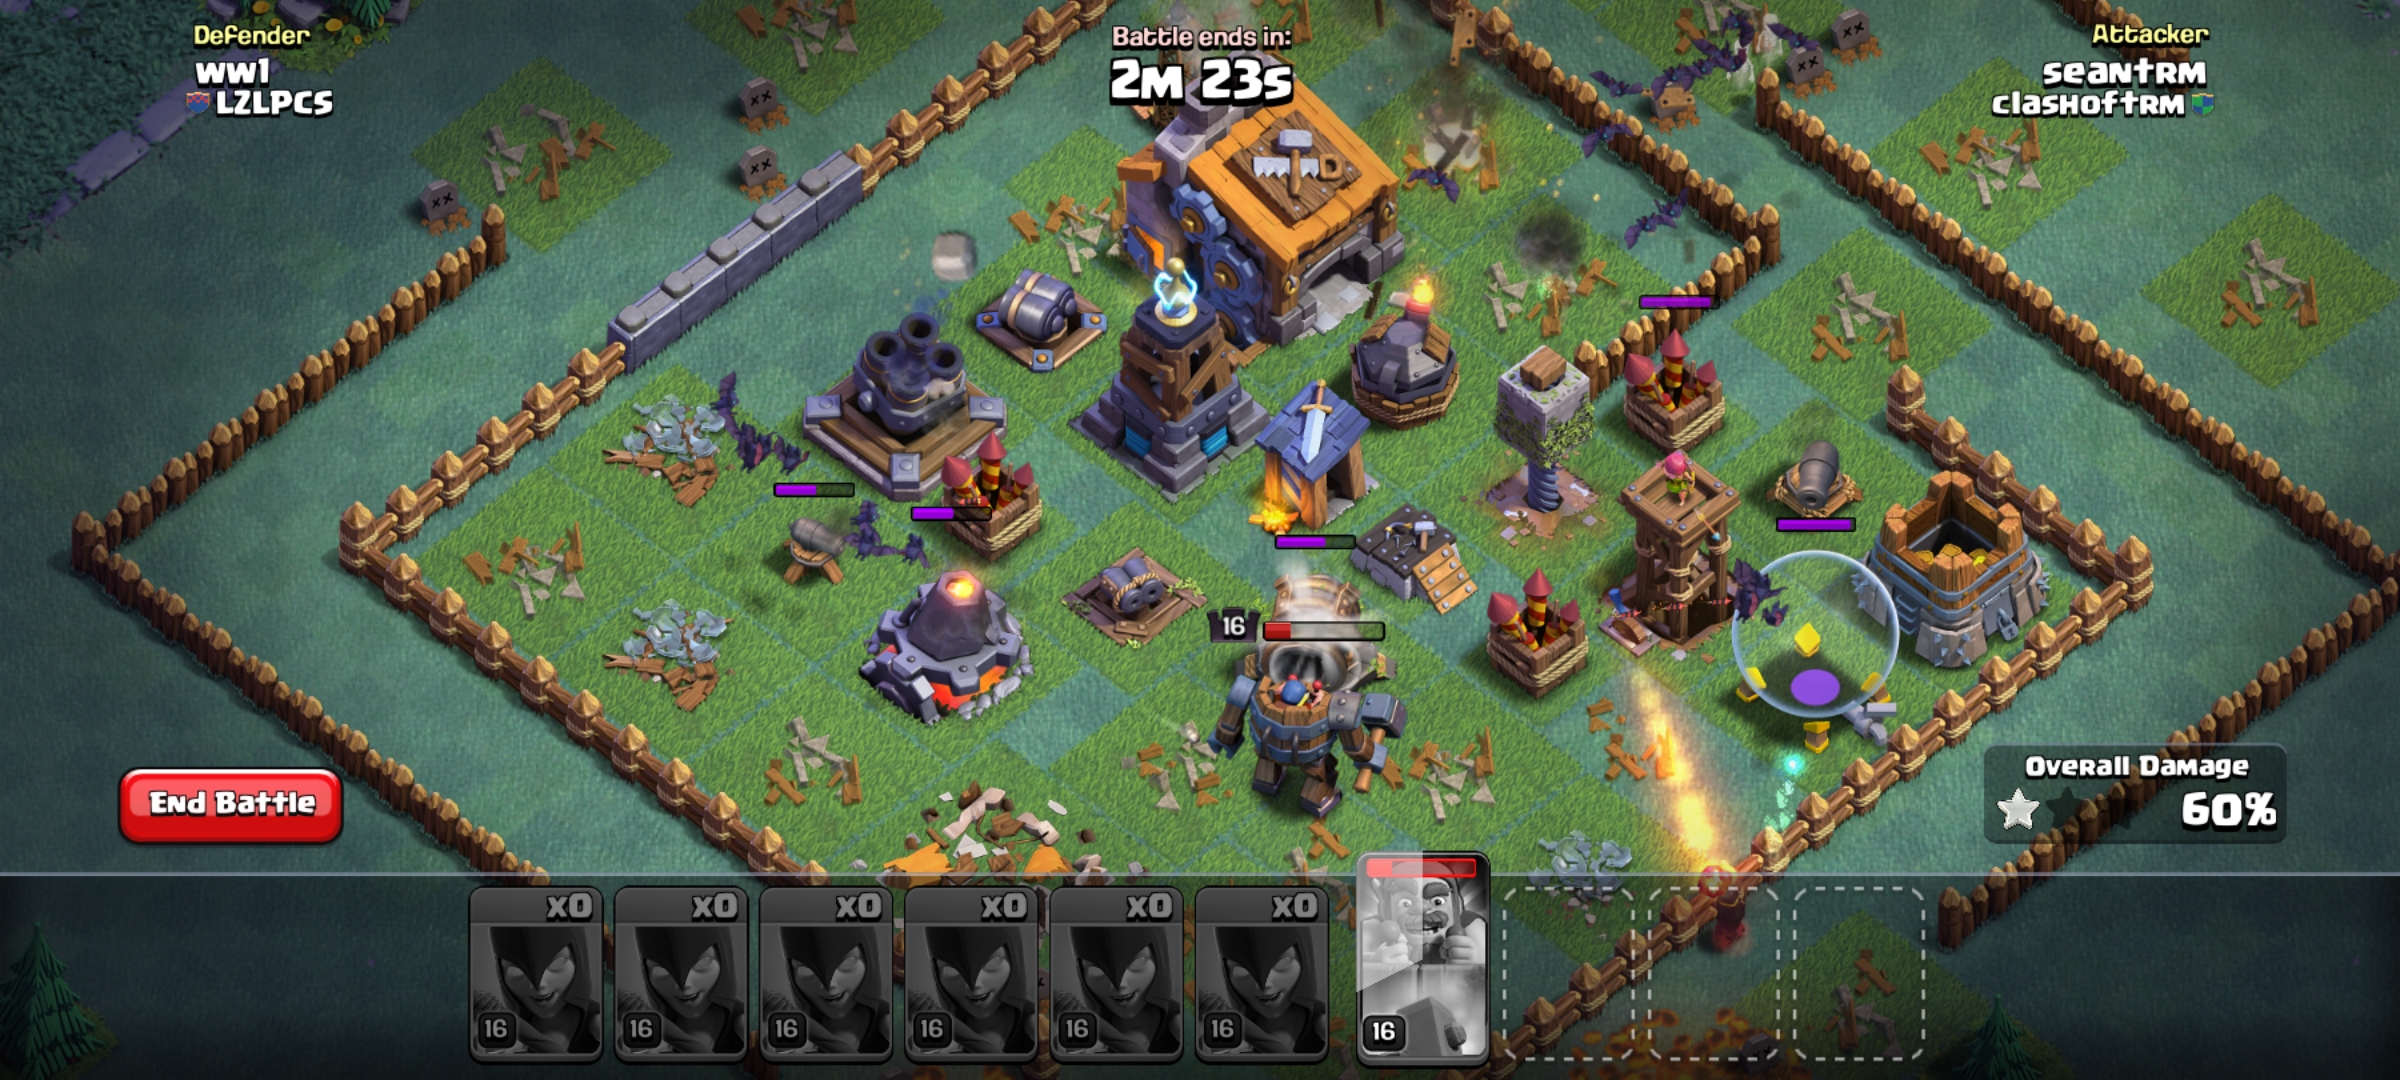 Defender
ww1
LZLPCS
Battle ends in:
2M 23s
Attacker
seantRM
clashoftRM
16
End Battle
Overall Damage
60%
x0
x0
x0
x0
x0
x0
16
16
16
16
16
16
16